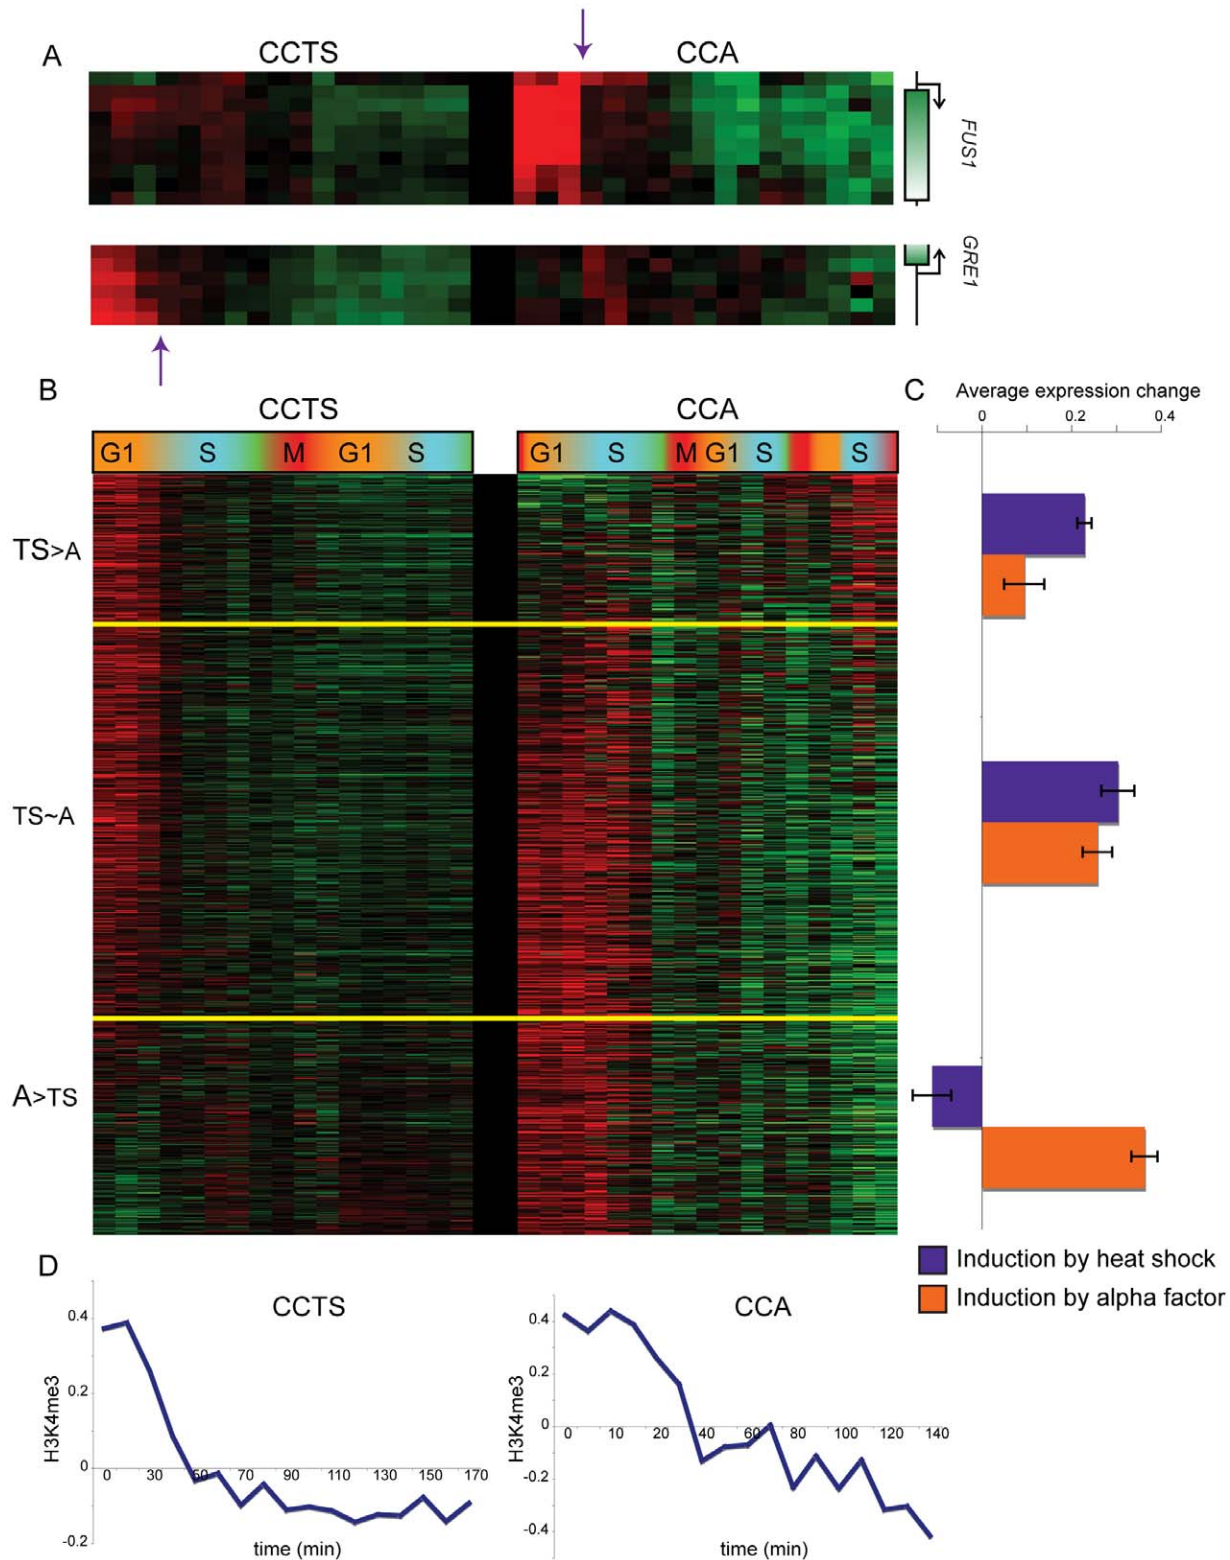 A
CCTS
CCA
FUS1
GRE1
B
CCTS
CCA
G1 S M G1 S
G1 S M G1 S S
C
Average expression change
0 0.2 0.4
TS>A
TS~A
A>TS
Induction by heat shock
Induction by alpha factor
D
CCTS
H3K4me3
0.4
0.2
0
-0.2
0 30 50 70 90 110 130 150 170
time (min)
CCA
H3K4me3
0.4
0.2
0
-0.2
-0.4
0 10 20 40 60 80 100 120 140
time (min)